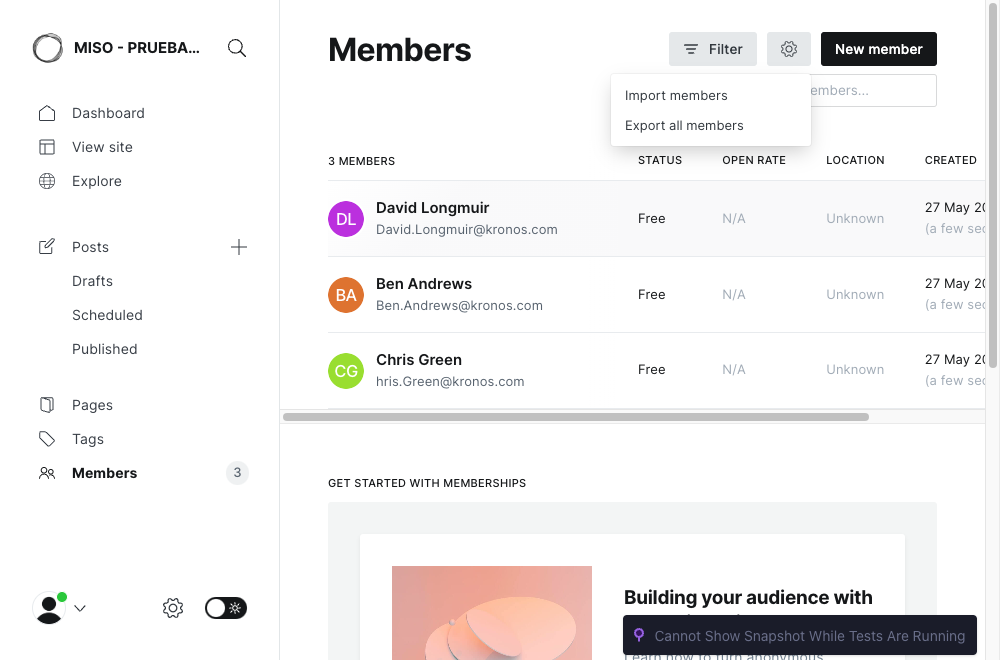 MISO - PRUEBA...
Dashboard
View site
Explore
Posts
Drafts
Scheduled
Published
Pages
Tags
Members
3
Members
Filter
New member
Import members
Export all members
embers...
3 MEMBERS
STATUS
OPEN RATE
LOCATION
CREATED
DL
David Longmuir
David.Longmuir@kronos.com
Free
N/A
Unknown
27 May 20
(a few sec
BA
Ben Andrews
Ben.Andrews@kronos.com
Free
N/A
Unknown
27 May 20
(a few sec
CG
Chris Green
hris.Green@kronos.com
Free
N/A
Unknown
27 May 20
(a few sec
GET STARTED WITH MEMBERSHIPS
Building your audience with
Cannot Show Snapshot While Tests Are Running
Learn how to turn anonymous